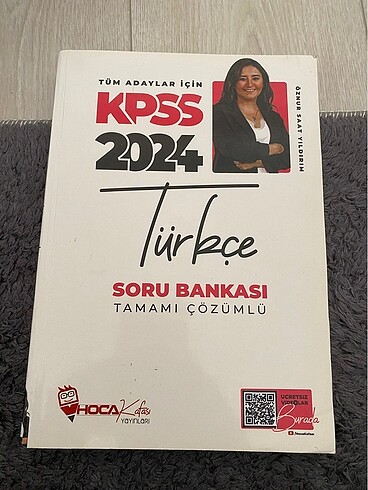 TÜM ADAYLAR İÇİN
KPSS
2024
ÖZNUR SAAT YILDIRIM
Türkçe
SORU BANKASI
TAMAMI ÇÖZÜMLÜ
HOCA Kafası
YAYINLARI
ÜCRETSİZ
VİDEOLAR
Burada
/HocaKafasi